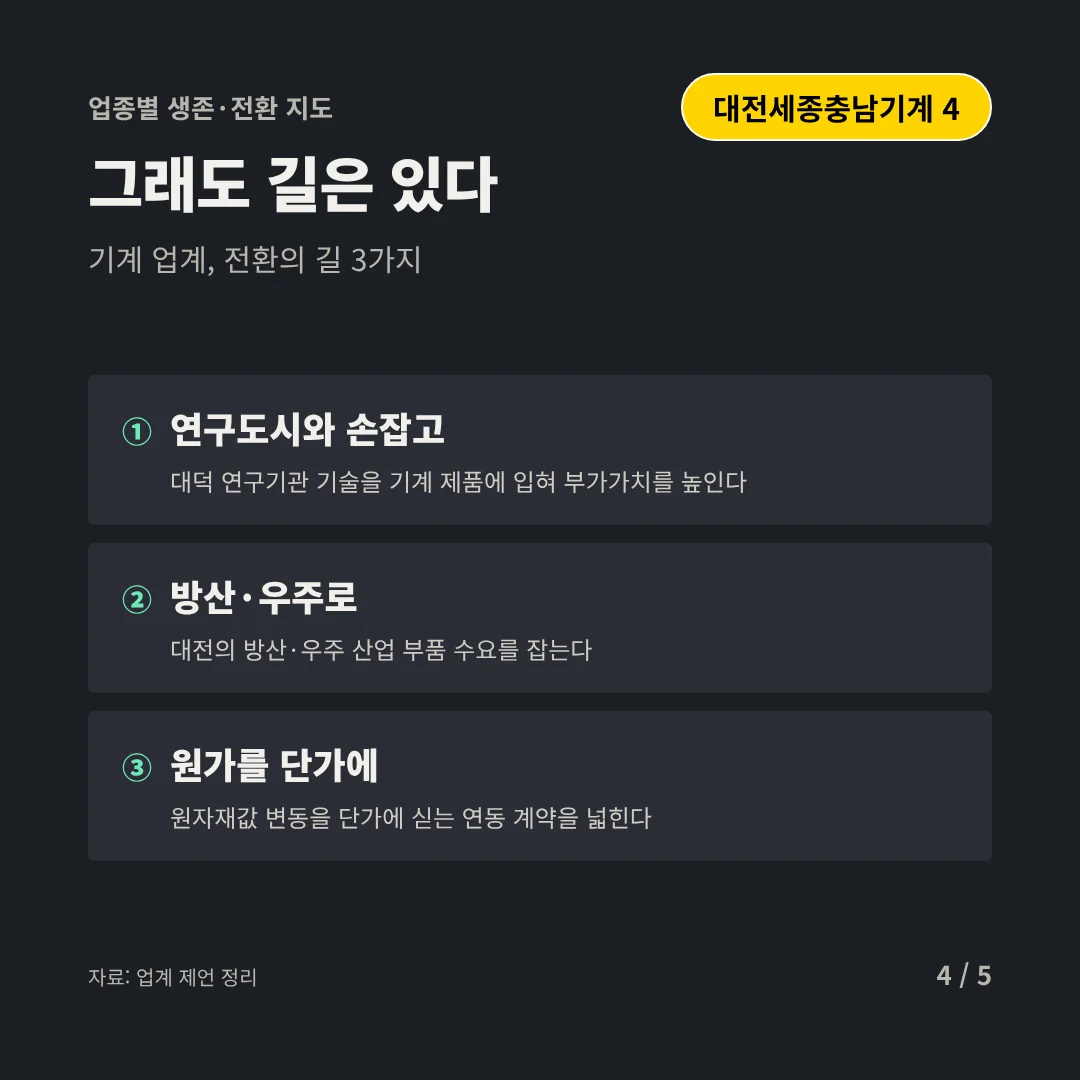 업종별 생존·전환 지도
대전세종충남기계 4
그래도 길은 있다
기계 업계, 전환의 길 3가지
① 연구도시와 손잡고
대덕 연구기관 기술을 기계 제품에 입혀 부가가치를 높인다
② 방산·우주로
대전의 방산·우주 산업 부품 수요를 잡는다
③ 원가를 단가에
원자재값 변동을 단가에 싣는 연동 계약을 넓힌다
자료: 업계 제언 정리
4 / 5